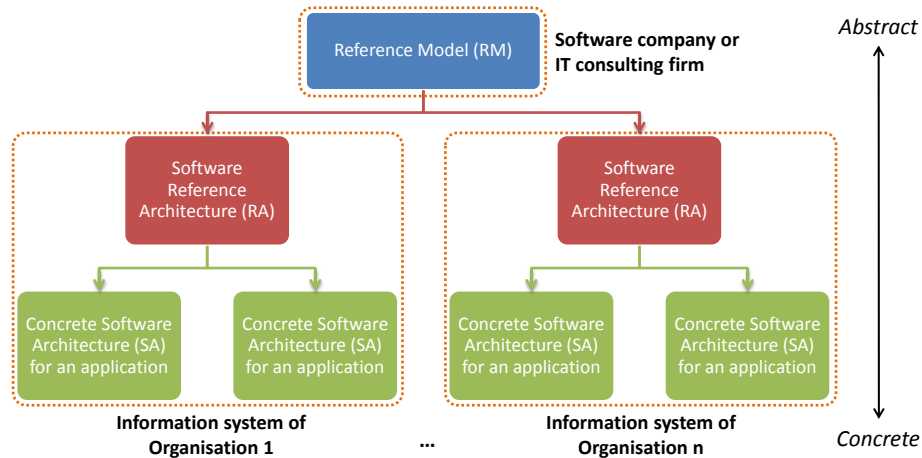 Reference Model (RM)
Software company or
IT consulting firm
Abstract
Software
Reference
Architecture (RA)
Software
Reference
Architecture (RA)
Concrete Software
Architecture (SA)
for an application
Concrete Software
Architecture (SA)
for an application
Concrete Software
Architecture (SA)
for an application
Concrete Software
Architecture (SA)
for an application
Information system of
Organisation 1
...
Information system of
Organisation n
Concrete